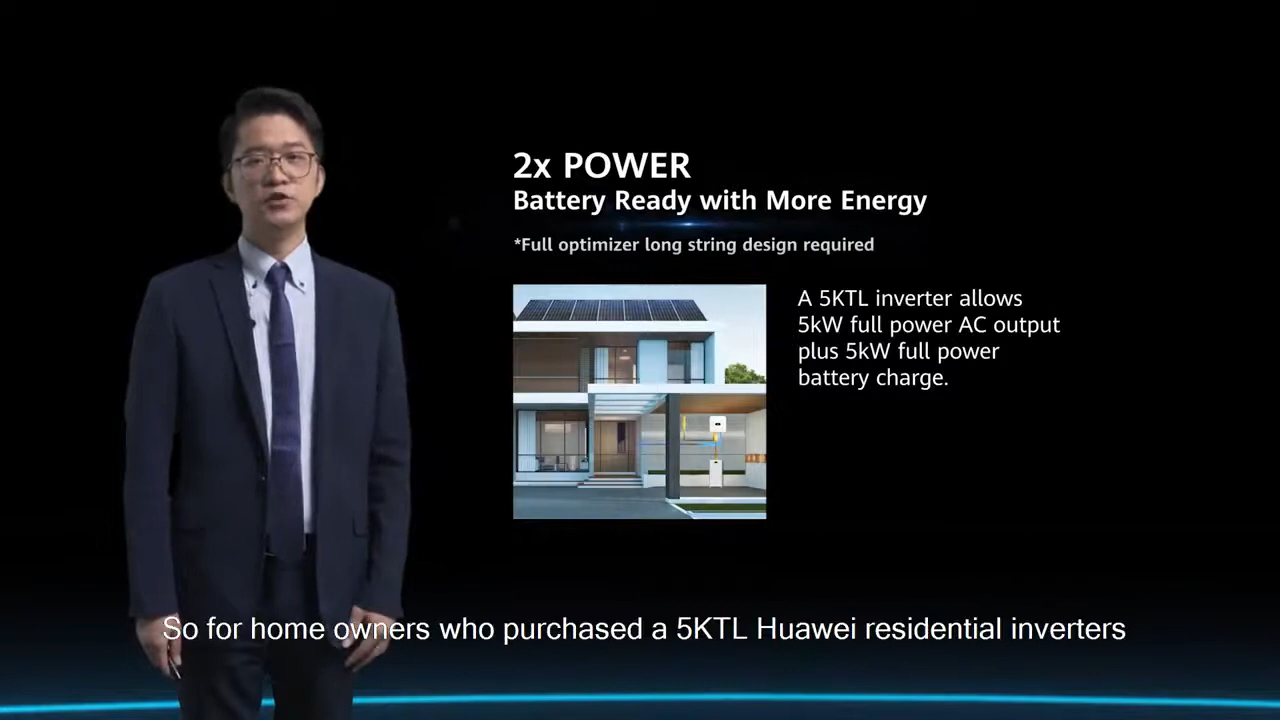 2x POWER
Battery Ready with More Energy
*Full optimizer long string design required
A 5KTL inverter allows
5kW full power AC output
plus 5kW full power
battery charge.
So for home owners who purchased a 5KTL Huawei residential inverters